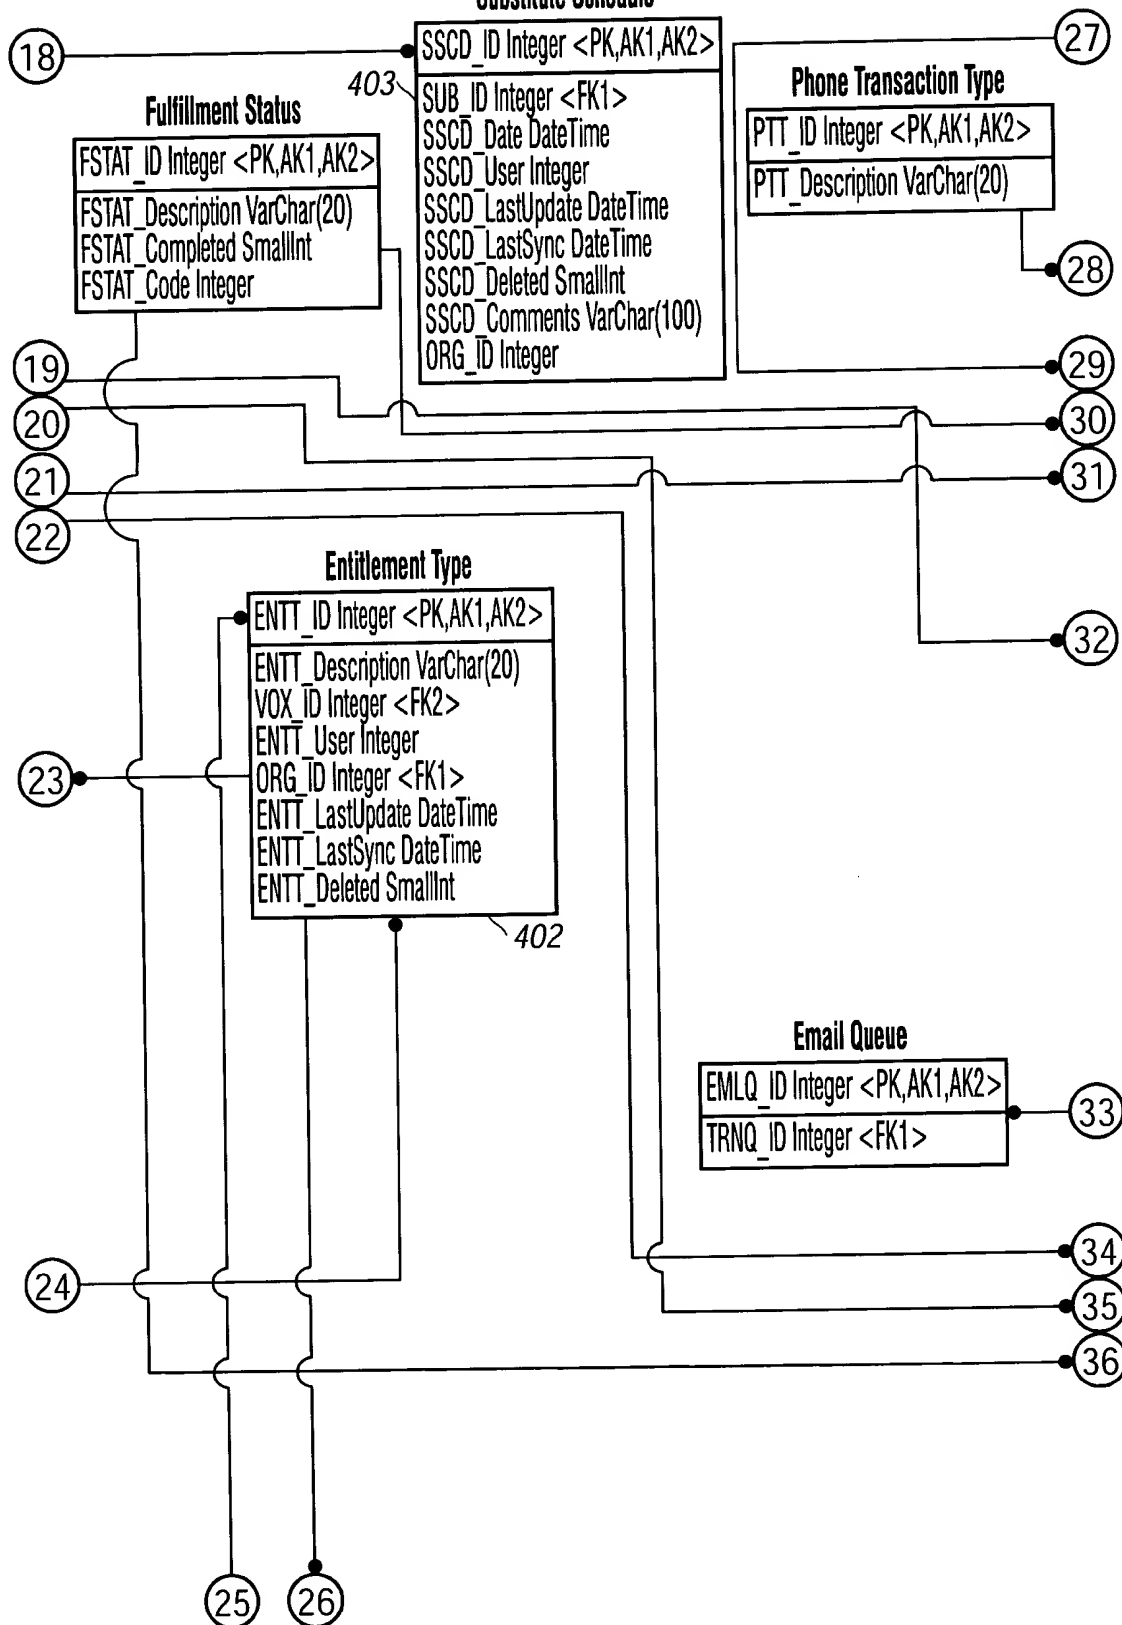 Substitute Schedule
18
SSCD_ID Integer <PK,AK1,AK2>
27
403
SUB_ID Integer <FK1>
SSCD_Date DateTime
SSCD_User Integer
SSCD_LastUpdate DateTime
SSCD_LastSync DateTime
SSCD_Deleted SmallInt
SSCD_Comments VarChar(100)
ORG_ID Integer
Phone Transaction Type
PTT_ID Integer <PK,AK1,AK2>
PTT_Description VarChar(20)
28
Fulfillment Status
FSTAT_ID Integer <PK,AK1,AK2>
FSTAT_Description VarChar(20)
FSTAT_Completed SmallInt
FSTAT_Code Integer
19
29
20
30
21
31
22
Entitlement Type
ENTT_ID Integer <PK,AK1,AK2>
32
ENTT_Description VarChar(20)
VOX_ID Integer <FK2>
ENTT_User Integer
ORG_ID Integer <FK1>
ENTT_LastUpdate DateTime
ENTT_LastSync DateTime
ENTT_Deleted SmallInt
23
402
Email Queue
EMLQ_ID Integer <PK,AK1,AK2>
TRNQ_ID Integer <FK1>
33
24
34
35
36
25
26